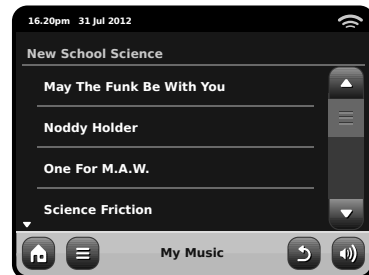 16.20pm 31 Jul 2012
New School Science
May The Funk Be With You
Noddy Holder
One For M.A.W.
Science Friction
My Music